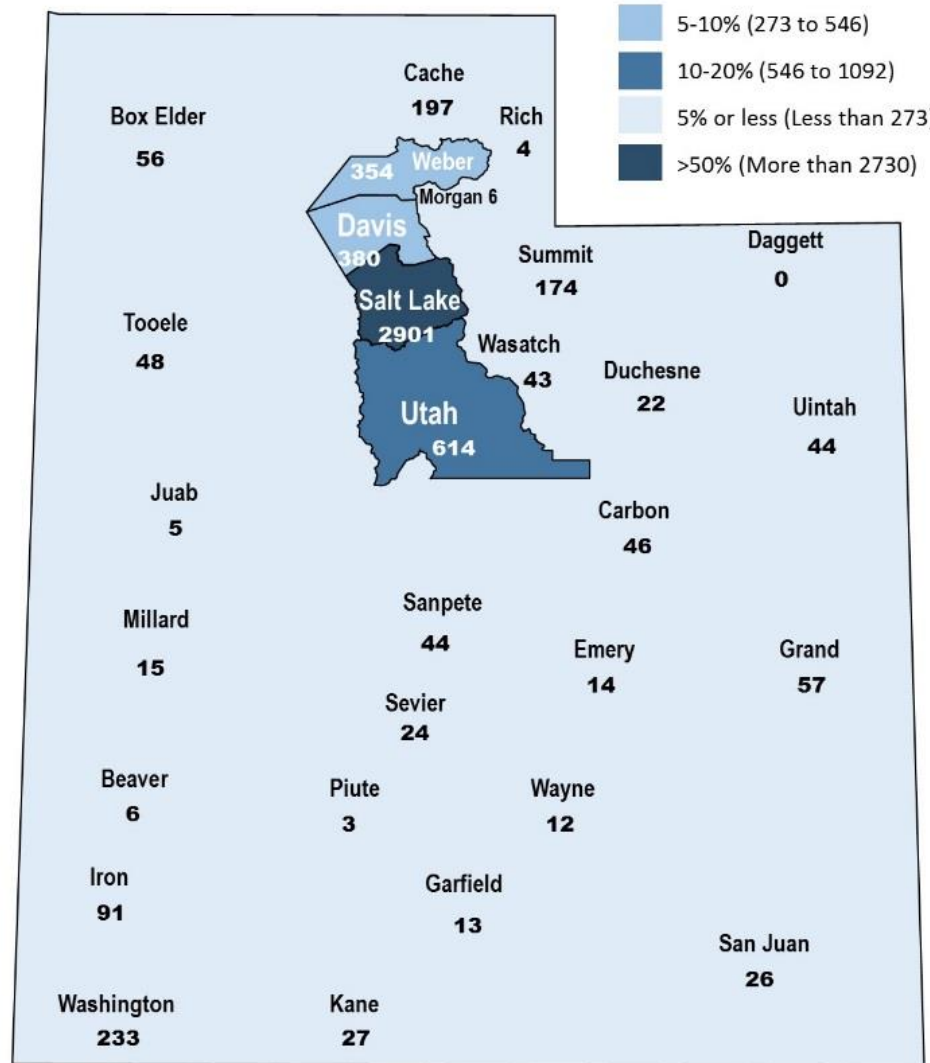 5-10% (273 to 546)
10-20% (546 to 1092)
5% or less (Less than 273)
>50% (More than 2730)
Cache
197
Rich
4
Box Elder
56
Weber
354
Morgan 6
Davis
380
Summit
174
Daggett
0
Salt Lake
2901
Tooele
48
Wasatch
43
Duchesne
22
Uintah
44
Utah
614
Juab
5
Carbon
46
Sanpete
44
Millard
15
Emery
14
Grand
57
Sevier
24
Beaver
6
Piute
3
Wayne
12
Iron
91
Garfield
13
San Juan
26
Washington
233
Kane
27